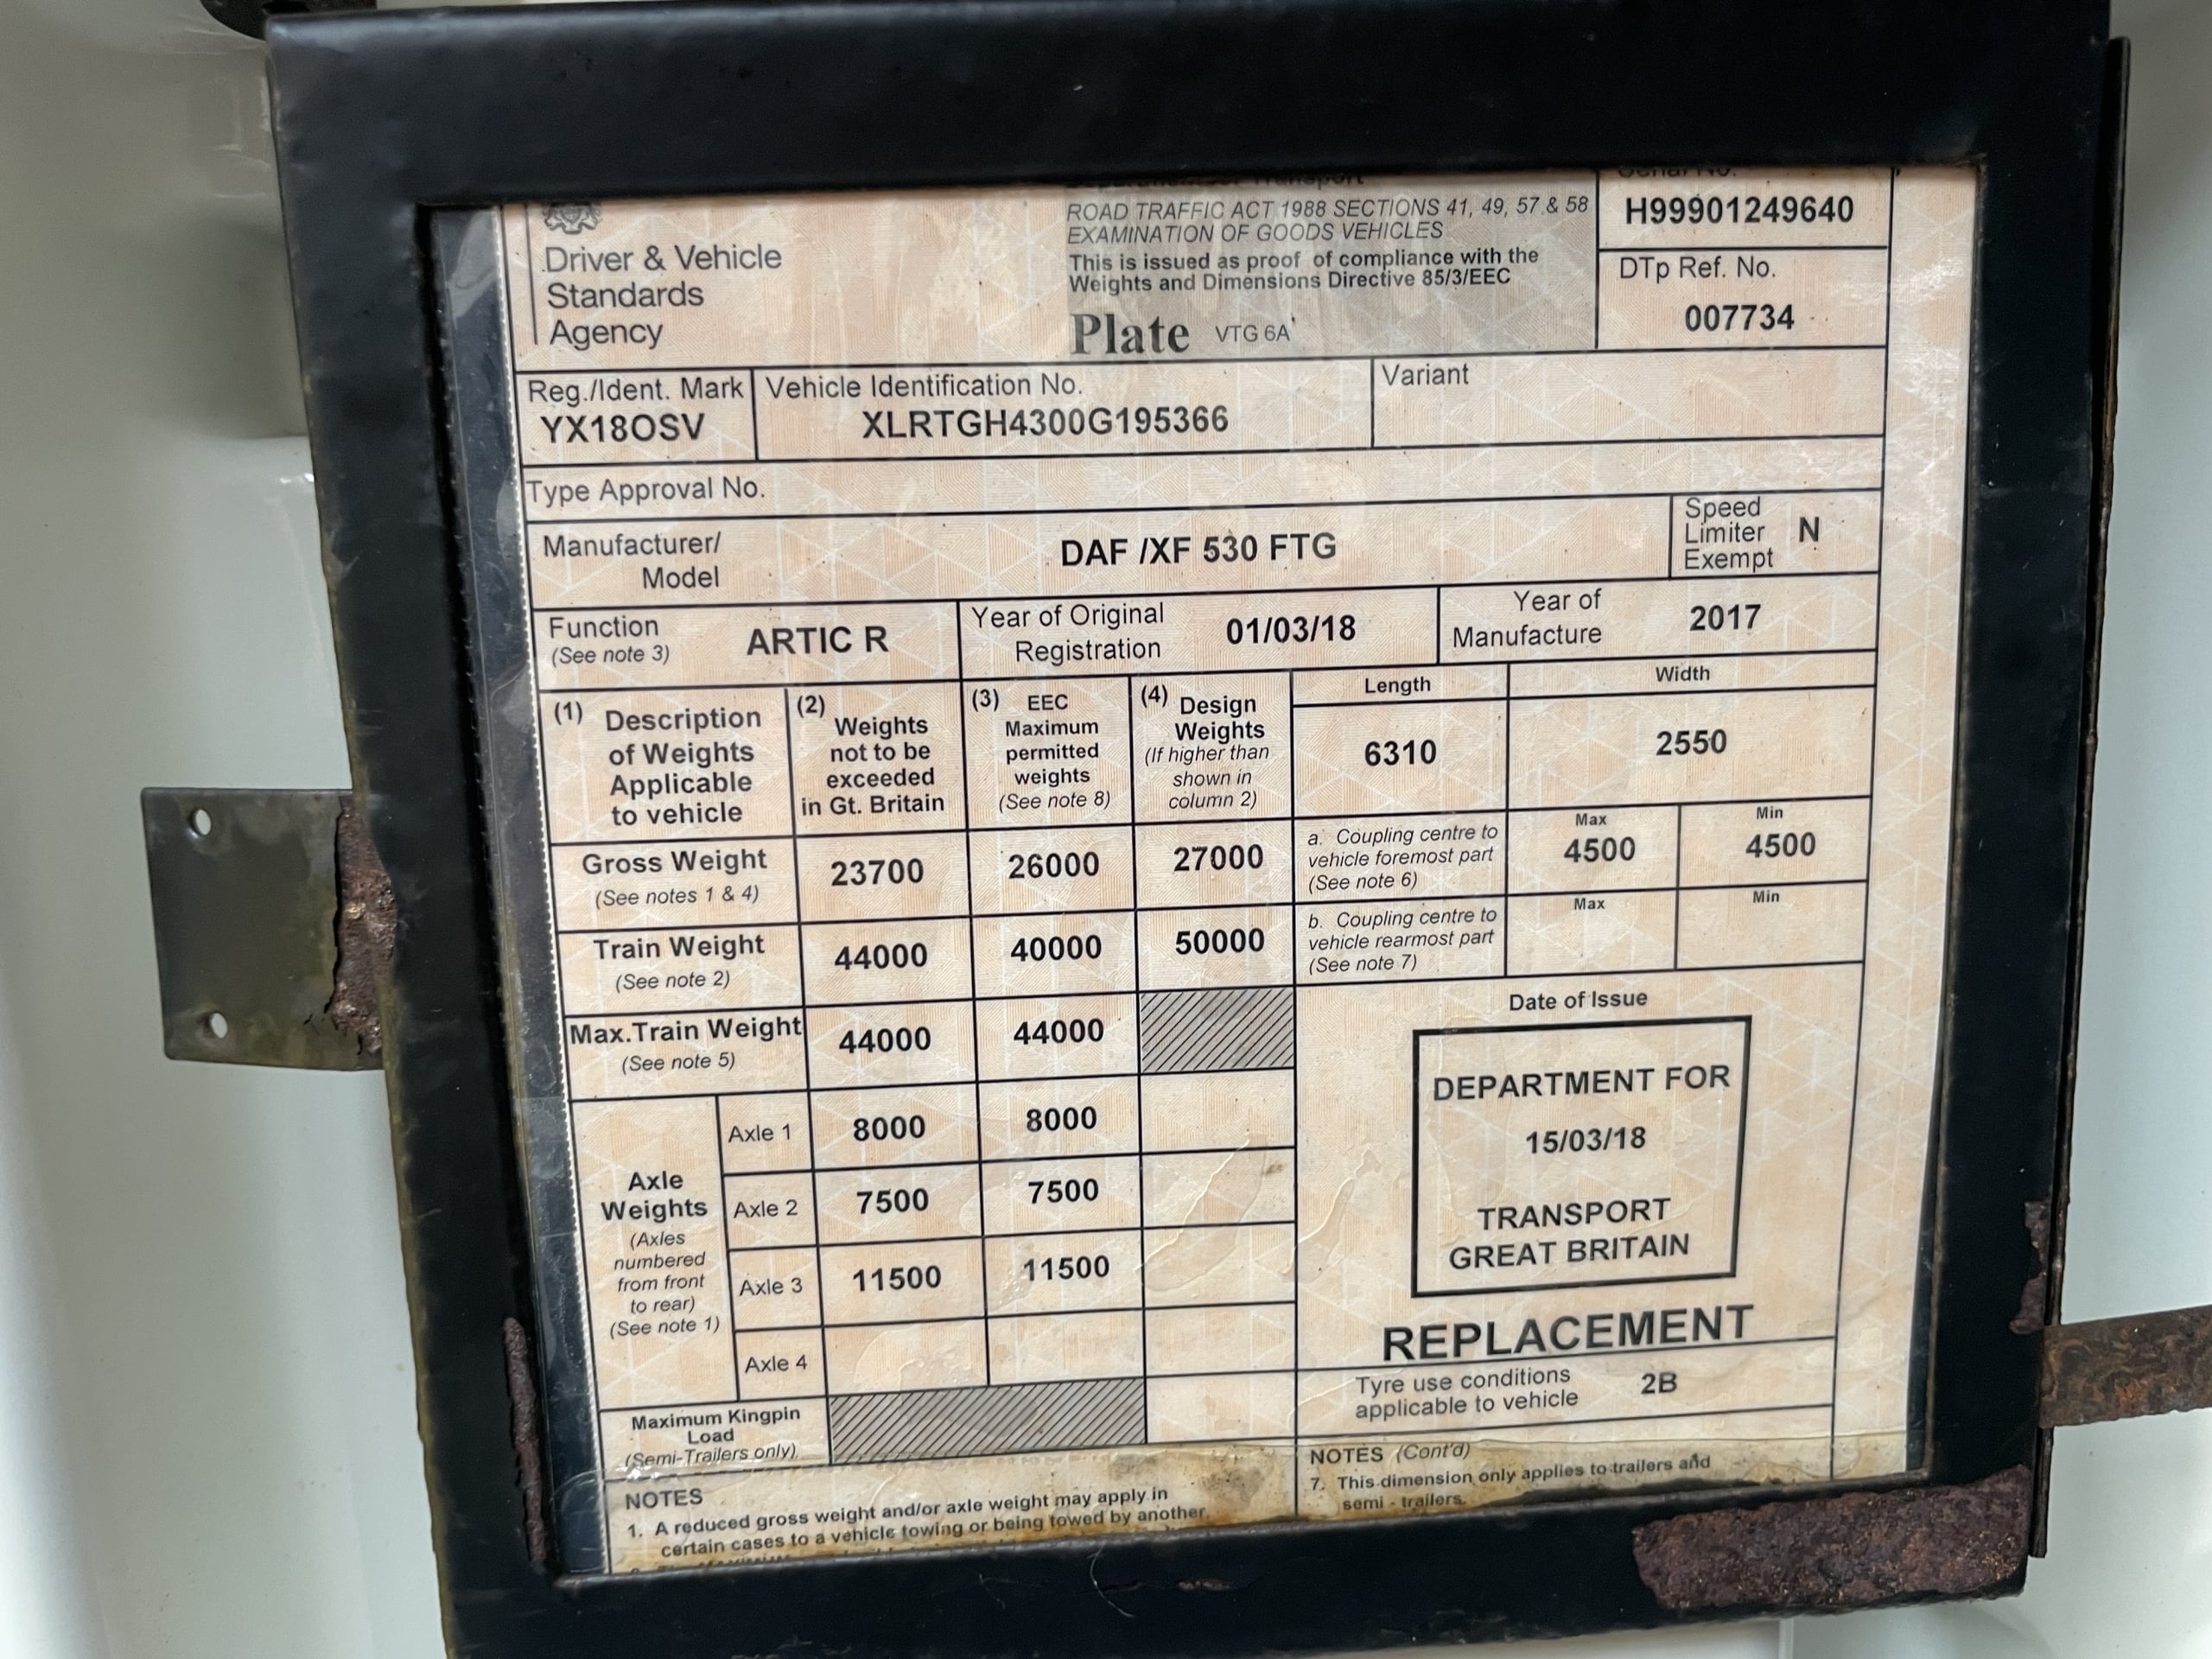 Department of Transport
ROAD TRAFFIC ACT 1988 SECTIONS 41, 49, 57 & 58
EXAMINATION OF GOODS VEHICLES
This is issued as proof of compliance with the
Weights and Dimensions Directive 85/3/EEC
Plate VTG 6A
Driver & Vehicle
Standards
Agency
Serial No.
H99901249640
DTp Ref. No.
007734
Reg./Ident. Mark
YX18OSV
Vehicle Identification No.
XLRTGH4300G195366
Variant
Type Approval No.
Manufacturer/
Model
DAF /XF 530 FTG
Speed
Limiter
Exempt
N
Function
(See note 3)
ARTIC R
Year of Original
Registration
01/03/18
Year of
Manufacture
2017
(1) Description
of Weights
Applicable
to vehicle
(2) Weights
not to be
exceeded
in Gt. Britain
(3) EEC
Maximum
permitted
weights
(See note 8)
(4) Design
Weights
(If higher than
shown in
column 2)
Length
6310
Width
2550
Gross Weight
(See notes 1 & 4)
23700
26000
27000
a. Coupling centre to
vehicle foremost part
(See note 6)
Max
4500
Min
4500
Train Weight
(See note 2)
44000
40000
50000
b. Coupling centre to
vehicle rearmost part
(See note 7)
Max
Min
Max.Train Weight
(See note 5)
44000
44000
Axle
Weights
(Axles
numbered
from front
to rear)
(See note 1)
Axle 1
8000
8000
Axle 2
7500
7500
Axle 3
11500
11500
Axle 4
Maximum Kingpin
Load
(Semi-Trailers only)
Date of Issue
DEPARTMENT FOR
15/03/18
TRANSPORT
GREAT BRITAIN
REPLACEMENT
Tyre use conditions
applicable to vehicle
2B
NOTES
1. A reduced gross weight and/or axle weight may apply in
certain cases to a vehicle towing or being towed by another.
NOTES (Cont'd)
7. This dimension only applies to trailers and
semi - trailers.